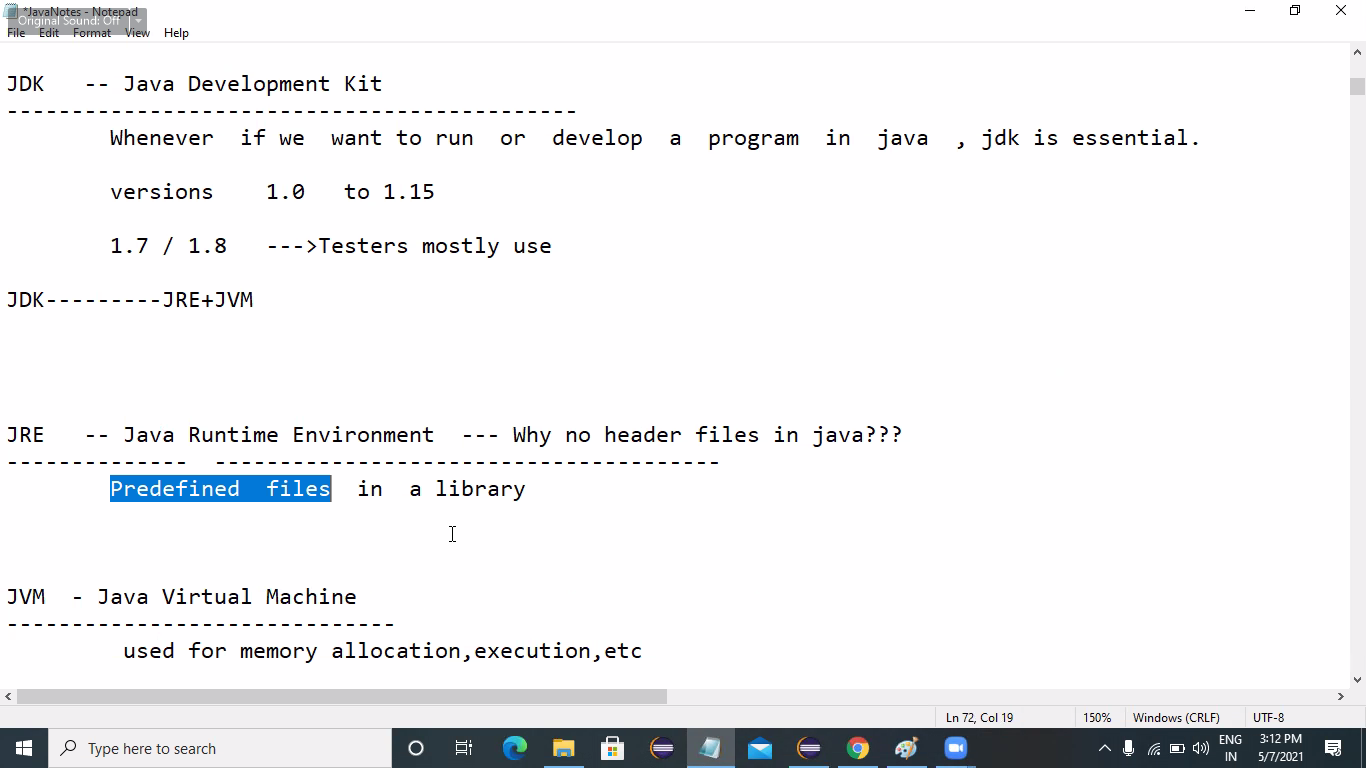 *JavaNotes - Notepad
Original Sound: Off
File Edit Format View Help
JDK -- Java Development Kit
--------------------------------------------
Whenever if we want to run or develop a program in java , jdk is essential.
versions 1.0 to 1.15
1.7 / 1.8 --->Testers mostly use
JDK---------JRE+JVM
JRE -- Java Runtime Environment --- Why no header files in java???
-------------- ---------------------------------------
Predefined files in a library
JVM - Java Virtual Machine
------------------------------
used for memory allocation,execution,etc
Ln 72, Col 19 150% Windows (CRLF) UTF-8
Type here to search
ENG
IN
3:12 PM
5/7/2021